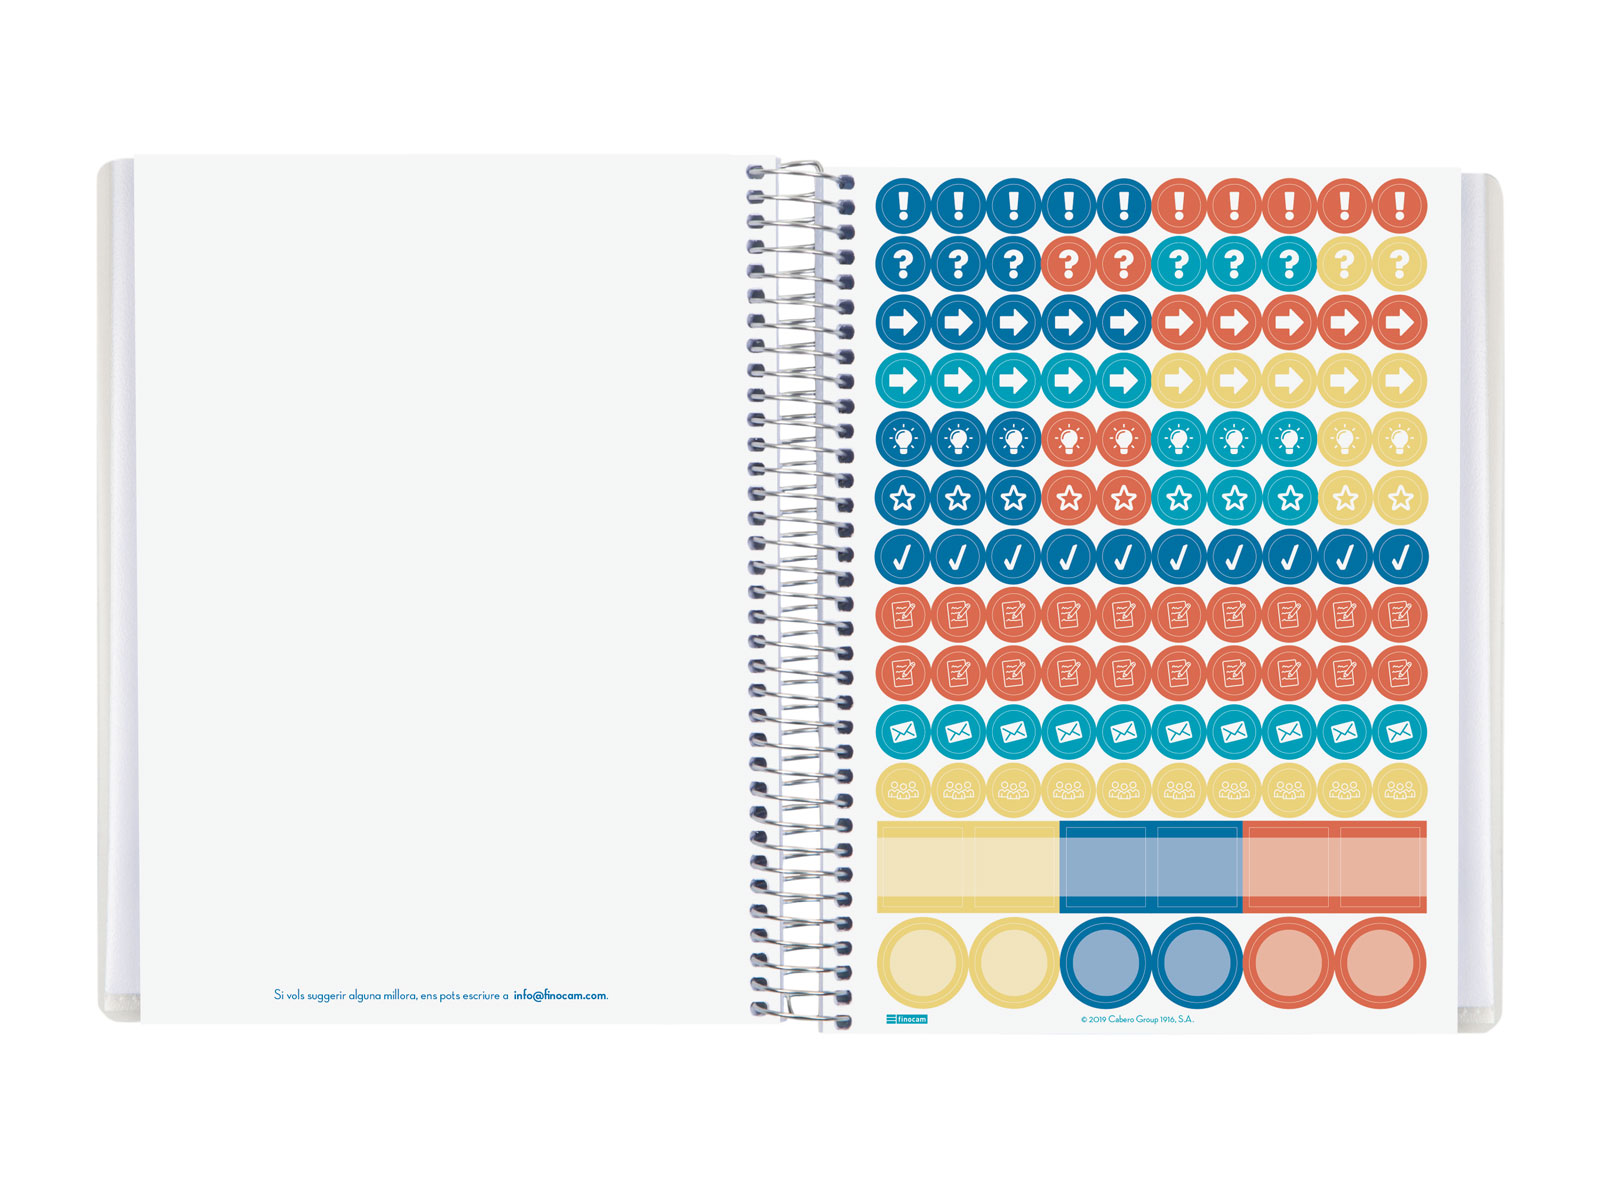 Si vols suggerir alguna millora, ens pots escriure a info@finocam.com.
! ! ! ! ! ! ! ! ! !
? ? ? ? ? ? ? ? ? ?
finocam
© 2019 Cabero Group 1916, S.A.